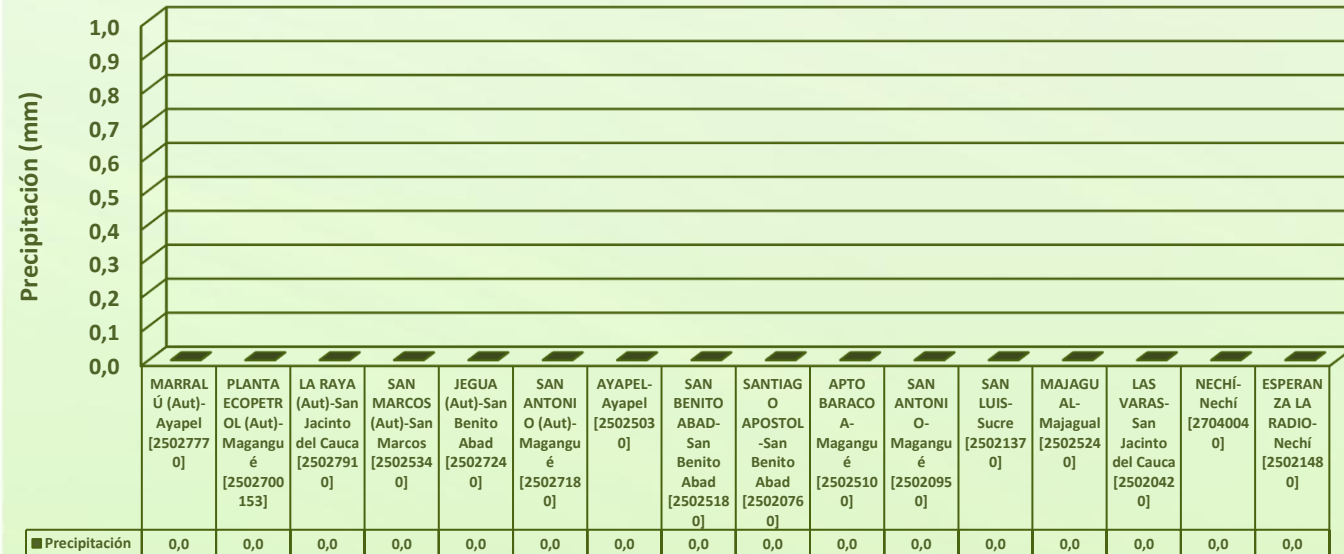 Precipitación (mm)
1,0
0,9
0,8
0,7
0,6
0,5
0,4
0,3
0,2
0,1
0,0
MARRAL
Ú (Aut)-
Ayapel
[2502777
0]
PLANTA
ECOPETR
OL (Aut)-
Magangu
é
[2502700
153]
LA RAYA
(Aut)-San
Jacinto
del Cauca
[2502791
0]
SAN
MARCOS
(Aut)-San
Marcos
[2502534
0]
JEGUA
(Aut)-San
Benito
Abad
[2502724
0]
SAN
ANTONI
O (Aut)-
Magangu
é
[2502718
0]
AYAPEL-
Ayapel
[2502503
0]
SAN
BENITO
ABAD-
San
Benito
Abad
[2502518
0]
SANTIAG
O
APOSTOL
-San
Benito
Abad
[2502076
0]
APTO
BARACO
A-
Magangu
é
[2502510
0]
SAN
ANTONI
O-
Magangu
é
[2502095
0]
SAN
LUIS-
Sucre
[2502137
0]
MAJAGU
AL-
Majagual
[2502524
0]
LAS
VARAS-
San
Jacinto
del Cauca
[2502042
0]
NECHÍ-
Nechí
[2704004
0]
ESPERAN
ZA LA
RADIO-
Nechí
[2502148
0]
Precipitación 0,0 0,0 0,0 0,0 0,0 0,0 0,0 0,0 0,0 0,0 0,0 0,0 0,0 0,0 0,0 0,0